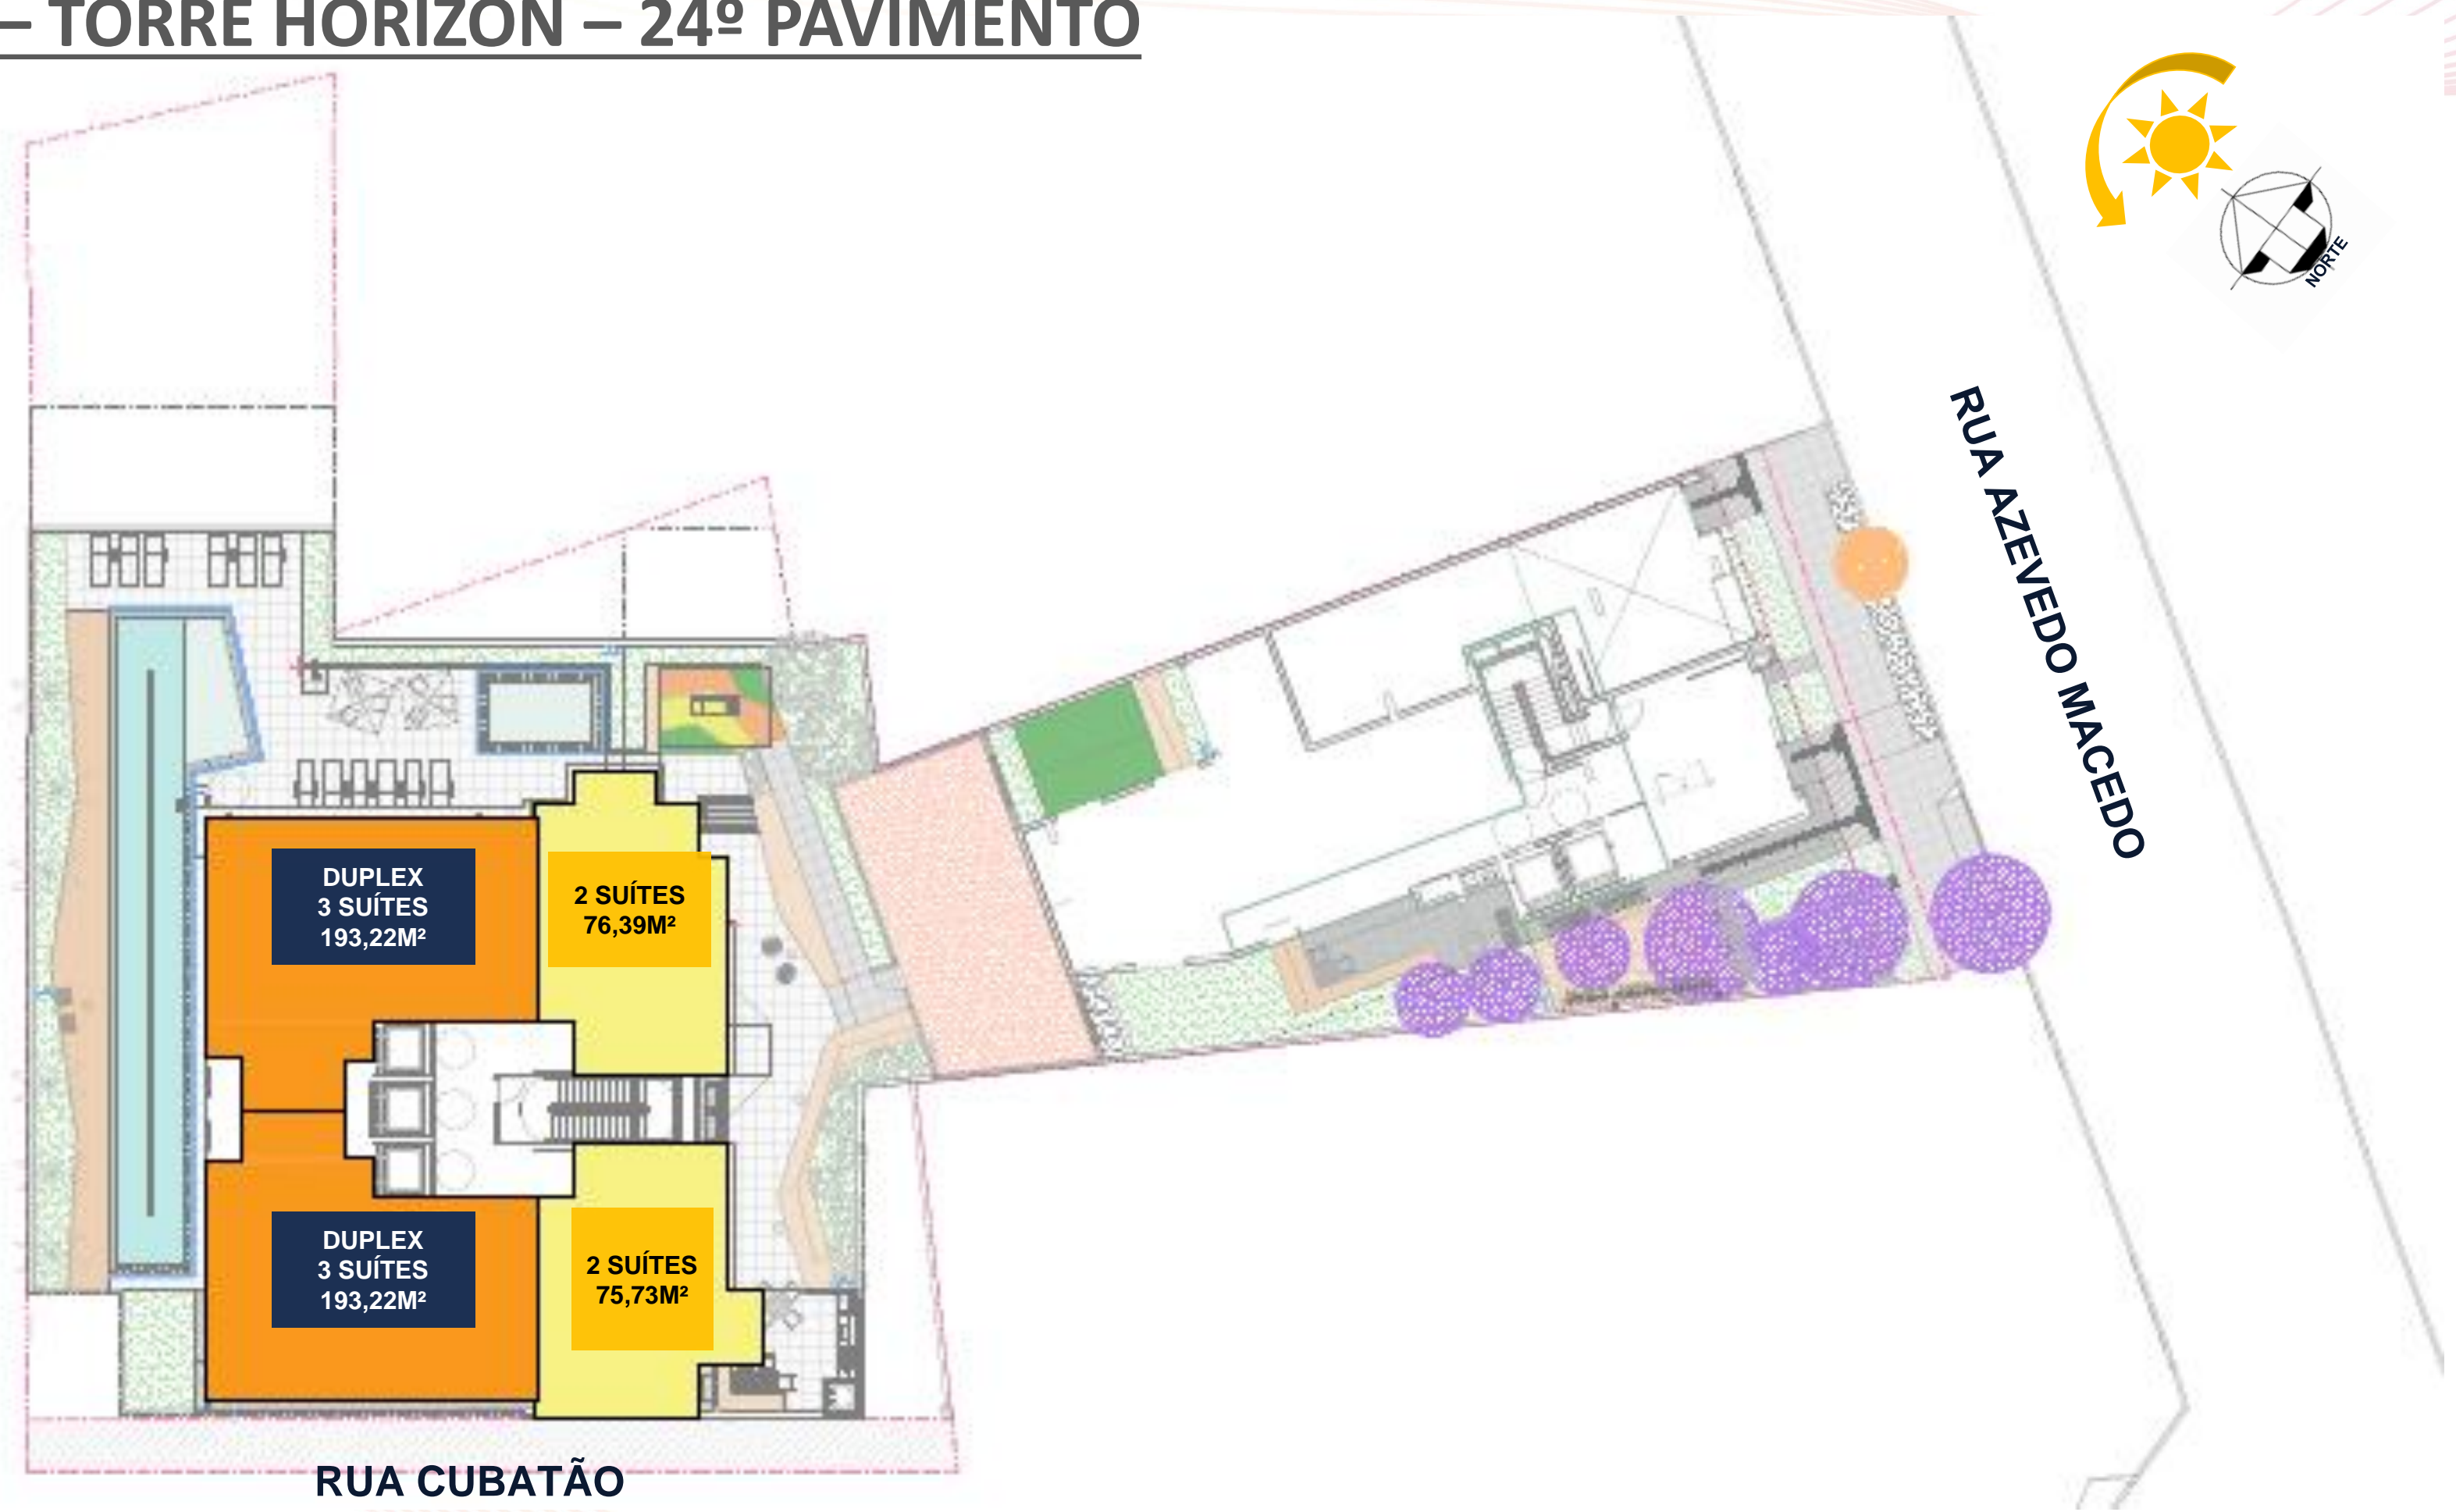 – TORRE HORIZON – 24º PAVIMENTO
NORTE
RUA AZEVEDO MACEDO
DUPLEX
3 SUÍTES
193,22M²
2 SUÍTES
76,39M²
DUPLEX
3 SUÍTES
193,22M²
2 SUÍTES
75,73M²
RUA CUBATÃO